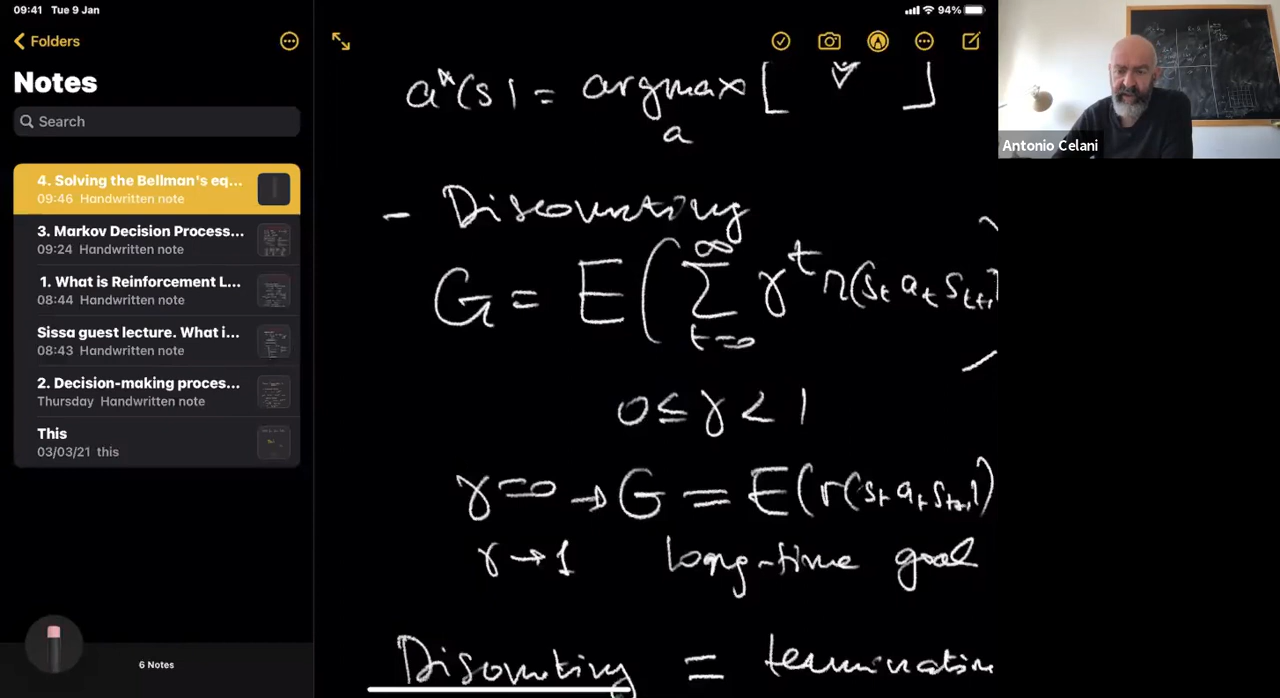 09:41 Tue 9 Jan
94%
Folders
Notes
Search
4. Solving the Bellman's eq...
09:46 Handwritten note
3. Markov Decision Process...
09:24 Handwritten note
1. What is Reinforcement L...
08:44 Handwritten note
Sissa guest lecture. What i...
08:43 Handwritten note
2. Decision-making proces...
Thursday Handwritten note
This
03/03/21 this
6 Notes
a*(s) = argmax [ ]
a
- Discounting
G = E( ∑ γ^t r(s_t a_t s_{t+1})
∞
t=0
0 ≤ γ < 1
γ=0 → G = E(r(s_t a_t s_{t+1})
γ → 1 long-time goal
Discounting = termination
Antonio Celani